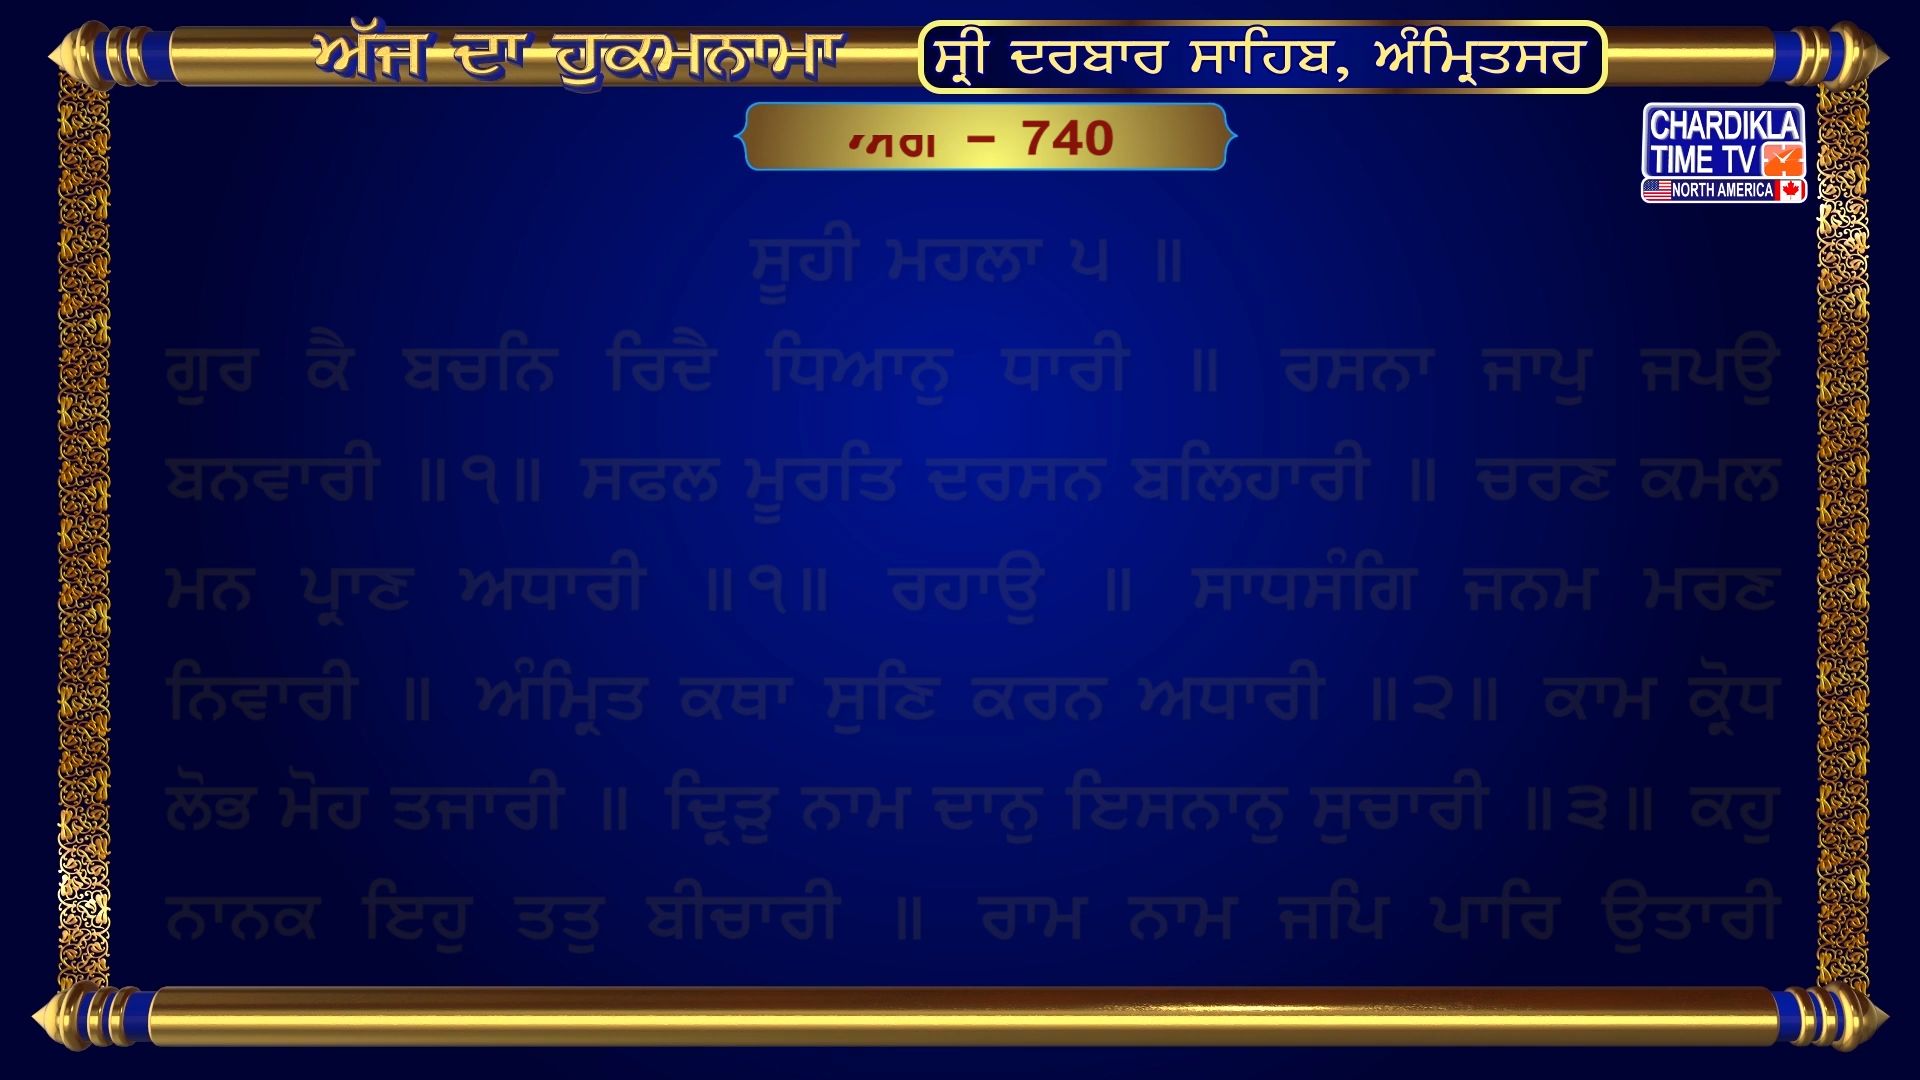 ਅੱਜ ਦਾ ਹੁਕਮਨਾਮਾ ਸ੍ਰੀ ਦਰਬਾਰ ਸਾਹਿਬ, ਅੰਮ੍ਰਿਤਸਰ
– 740
CHARDIKLA
TIME TV
NORTH AMERICA
ਸੂਹੀ ਮਹਲਾ ੫ ॥
ਗੁਰ ਕੈ ਬਚਨਿ ਰਿਦੈ ਧਿਆਨੁ ਧਾਰੀ ॥ ਰਸਨਾ ਜਾਪੁ ਜਪਉ
ਬਨਵਾਰੀ ॥੧॥ ਸਫਲ ਮੂਰਤਿ ਦਰਸਨ ਬਲਿਹਾਰੀ ॥ ਚਰਣ ਕਮਲ
ਮਨ ਪ੍ਰਾਣ ਅਧਾਰੀ ॥੧॥ ਰਹਾਉ ॥ ਸਾਧਸੰਗਿ ਜਨਮ ਮਰਣ
ਨਿਵਾਰੀ ॥ ਅੰਮ੍ਰਿਤ ਕਥਾ ਸੁਣਿ ਕਰਨ ਅਧਾਰੀ ॥੨॥ ਕਾਮ ਕ੍ਰੋਧ
ਲੋਭ ਮੋਹ ਤਜਾਰੀ ॥ ਦ੍ਰਿੜੁ ਨਾਮ ਦਾਨੁ ਇਸਨਾਨੁ ਸੁਚਾਰੀ ॥੩॥ ਕਹੁ
ਨਾਨਕ ਇਹੁ ਤਤੁ ਬੀਚਾਰੀ ॥ ਰਾਮ ਨਾਮ ਜਪਿ ਪਾਰਿ ਉਤਾਰੀ